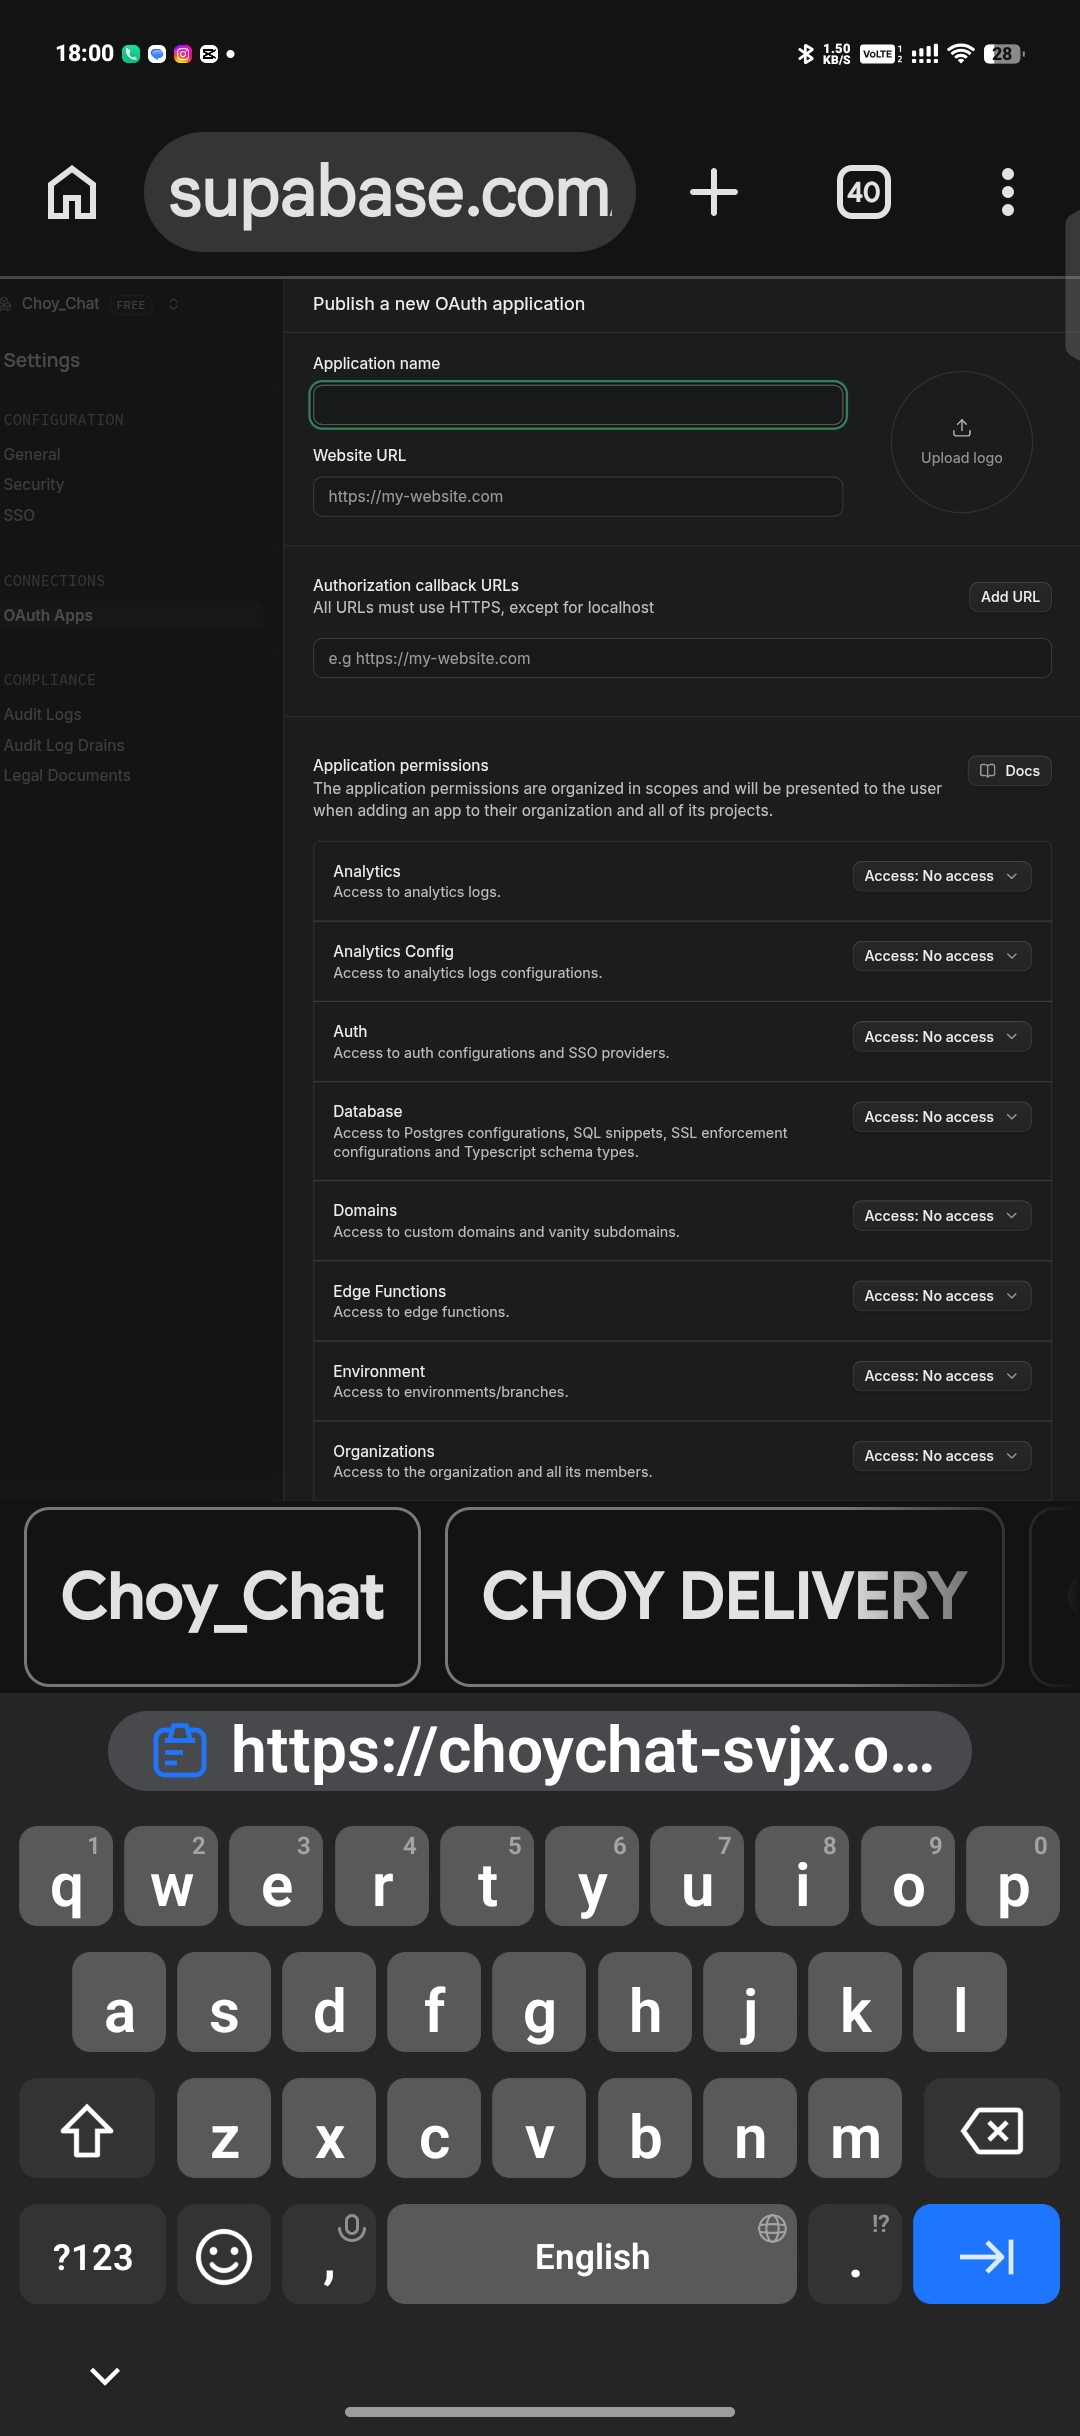 18:00
1.50
KB/S
VoLTE
1
2
28
supabase.com
40
Choy_Chat FREE
Publish a new OAuth application
Settings
CONFIGURATION
General
Security
SSO
CONNECTIONS
OAuth Apps
COMPLIANCE
Audit Logs
Audit Log Drains
Legal Documents
Application name
Upload logo
Website URL
https://my-website.com
Authorization callback URLs
All URLs must use HTTPS, except for localhost
Add URL
e.g https://my-website.com
Application permissions
The application permissions are organized in scopes and will be presented to the user
when adding an app to their organization and all of its projects.
Docs
Analytics
Access to analytics logs.
Access: No access
Analytics Config
Access to analytics logs configurations.
Access: No access
Auth
Access to auth configurations and SSO providers.
Access: No access
Database
Access to Postgres configurations, SQL snippets, SSL enforcement
configurations and Typescript schema types.
Access: No access
Domains
Access to custom domains and vanity subdomains.
Access: No access
Edge Functions
Access to edge functions.
Access: No access
Environment
Access to environments/branches.
Access: No access
Organizations
Access to the organization and all its members.
Access: No access
Choy_Chat
CHOY DELIVERY
https://choychat-svjx.o...
1 2 3 4 5 6 7 8 9 0
q w e r t y u i o p
a s d f g h j k l
z x c v b n m
?123 , English . !?